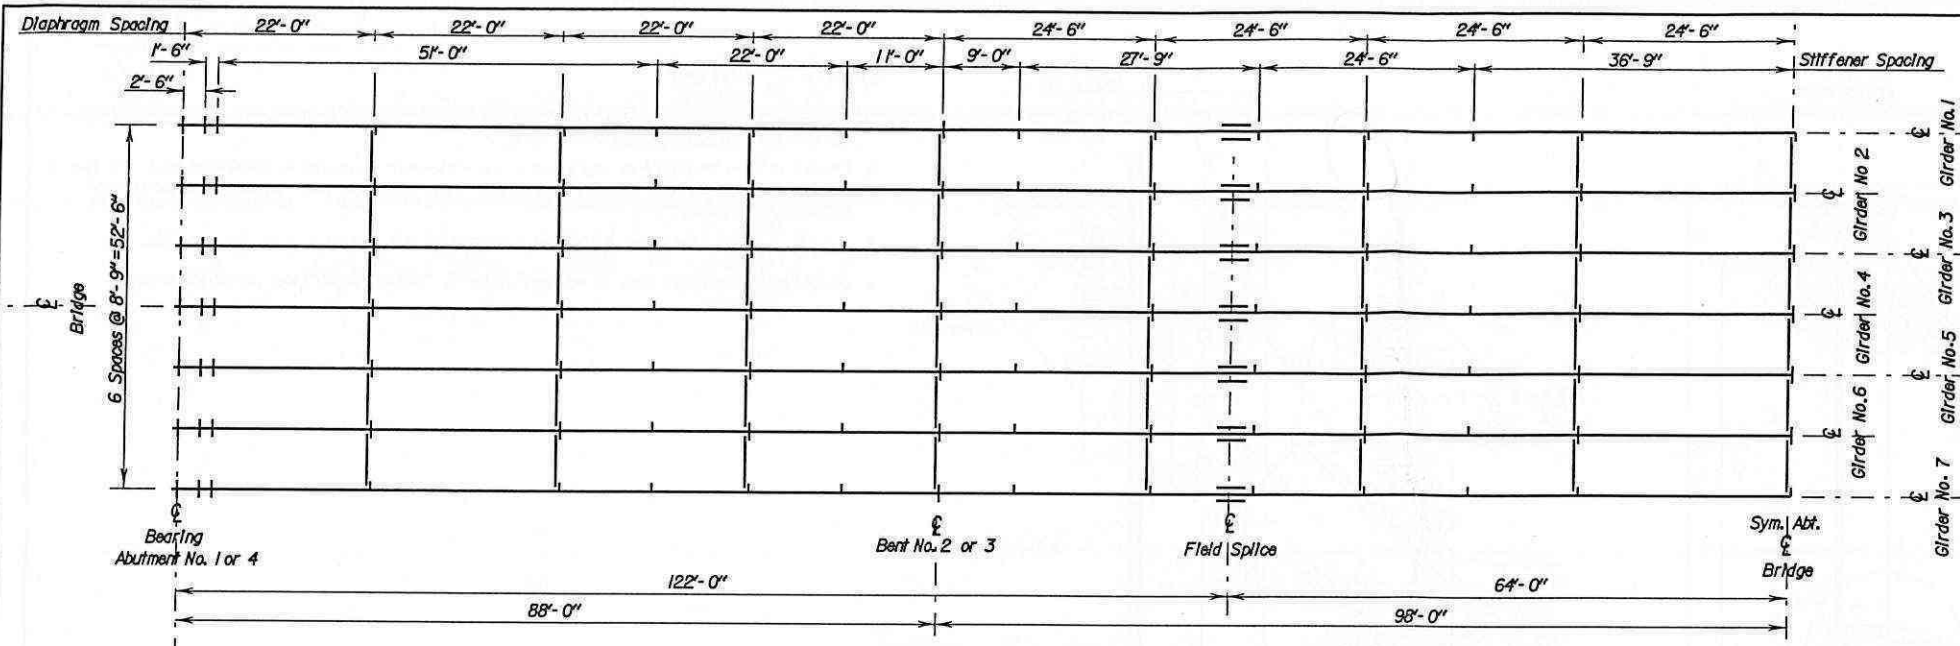 Diaphragm Spacing 22'-0" 22'-0" 22'-0" 22'-0" 24'-6" 24'-6" 24'-6" 24'-6"
1'-6" 51'-0" 22'-0" 11'-0" 9'-0" 27'-9" 24'-6" 36'-9" Stiffener Spacing
2'-6"
6 Spaces @ 8'-9"=52'-6"
℄ Bridge
℄ Girder No.1
℄ Girder No 2
℄ Girder No.3
℄ Girder No.4
℄ Girder No.5
℄ Girder No.6
℄ Girder No. 7
℄
Bearing
Abutment No. 1 or 4
℄
Bent No. 2 or 3
℄
Field Splice
Sym. Abt.
℄
Bridge
122'-0" 64'-0"
88'-0" 98'-0"